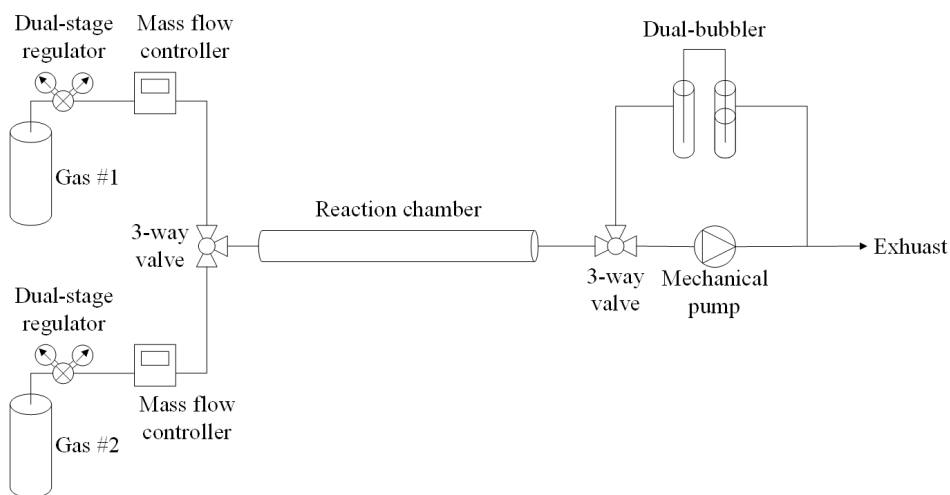 Dual-stage
regulator
Mass flow
controller
Dual-bubbler
Gas #1
Reaction chamber
3-way
valve
Exhuast
3-way
valve
Mechanical
pump
Dual-stage
regulator
Mass flow
controller
Gas #2